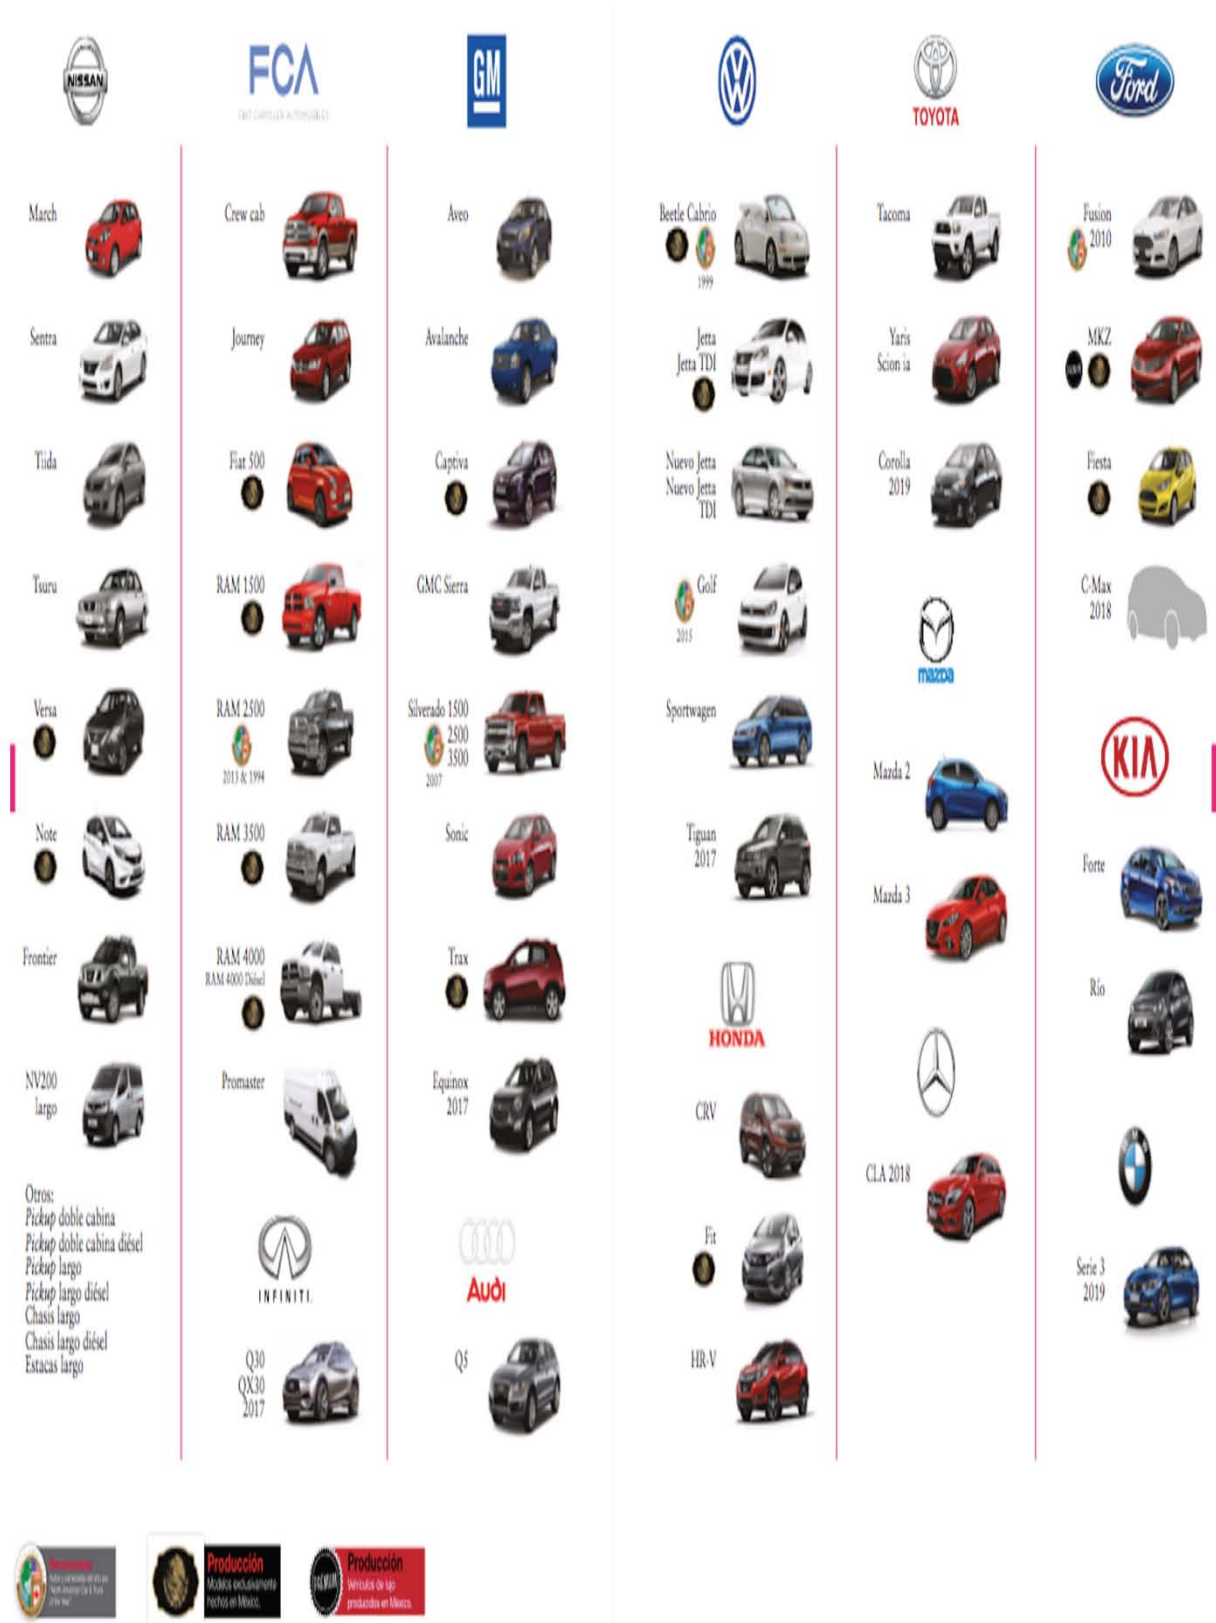 NISSAN
March
Sentra
Tiida
Tsuru
Versa
Note
Frontier
NV200
largo
Otros:
Pickup doble cabina
Pickup doble cabina diésel
Pickup largo
Pickup largo diésel
Chasis largo
Chasis largo diésel
Estacas largo
FCA
FIAT CHRYSLER AUTOMOBILES
Crew cab
Journey
Fiat 500
RAM 1500
RAM 2500
2013 & 1994
RAM 3500
RAM 4000
RAM 4000 Diésel
Promaster
INFINITI.
Q30
QX30
2017
GM
Aveo
Avalanche
Captiva
GMC Sierra
Silverado 1500
2500
3500
2007
Sonic
Trax
Equinox
2017
Audi
Q5
Beetle Cabrio
1999
Jetta
Jetta TDI
Nuevo Jetta
Nuevo Jetta
TDI
Golf
2015
Sportwagen
Tiguan
2017
HONDA
CRV
Fit
HR-V
TOYOTA
Tacoma
Yaris
Scion ia
Corolla
2019
mazda
Mazda 2
Mazda 3
CLA 2018
Ford
Fusion
2010
MKZ
Fiesta
C-Max
2018
KIA
Forte
Río
BMW
Serie 3
2019
Producción
Modelos exclusivamente
hechos en México.
PREMIUM
Producción
Vehículos de lujo
producidos en México.